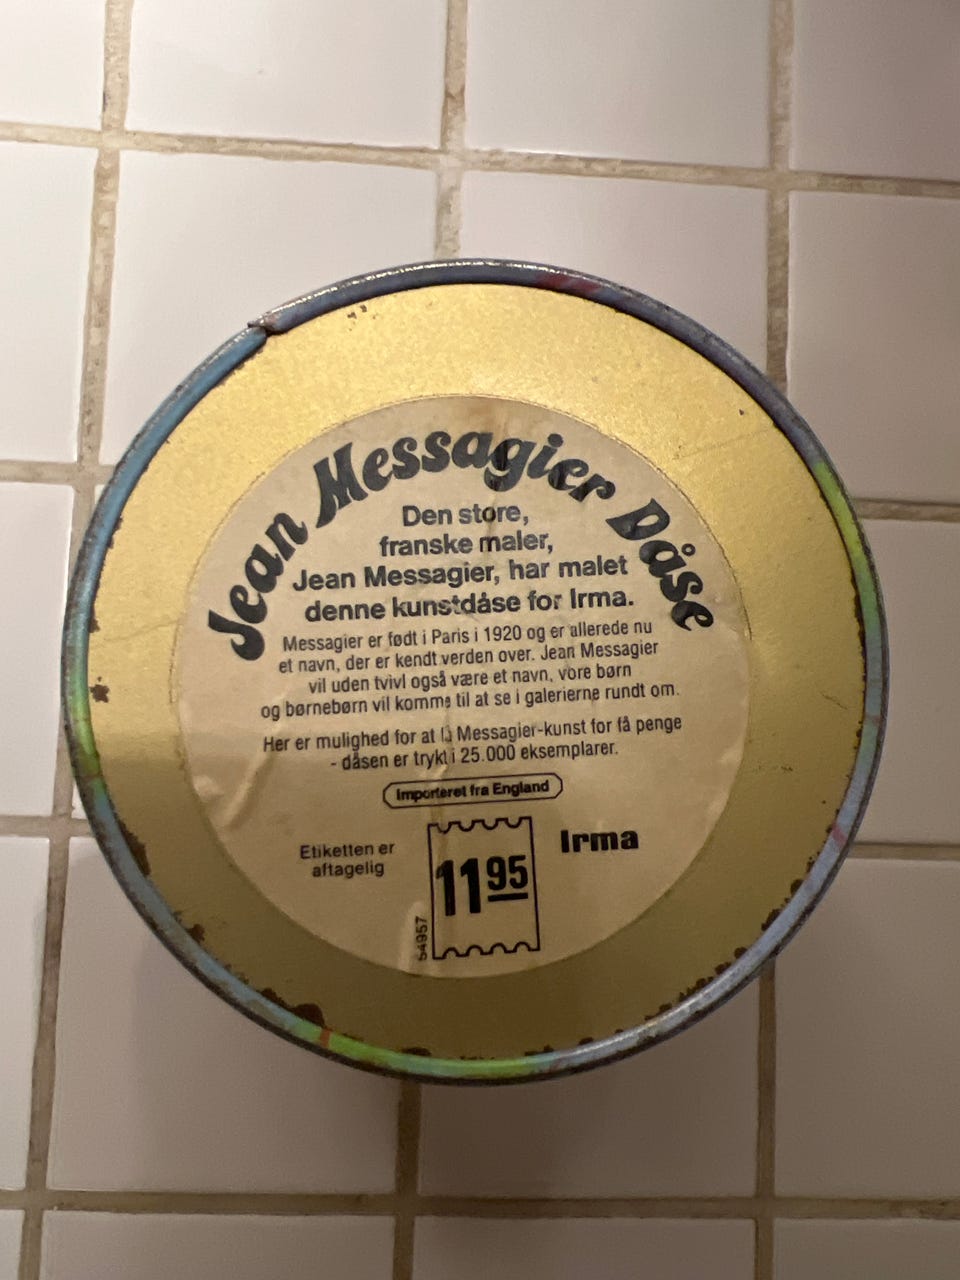 Jean Messagier Dåse
Den store,
franske maler,
Jean Messagier, har malet
denne kunstdåse for Irma.
Messagier er født i Paris i 1920 og er allerede nu
et navn, der er kendt verden over. Jean Messagier
vil uden tvivl også være et navn, vore børn
og børnebørn vil komme til at se i galerierne rundt om.
Her er mulighed for at få Messagier-kunst for få penge
- dåsen er trykt i 25.000 eksemplarer.
Importeret fra England
Etiketten er
aftagelig
11 95
Irma
54957